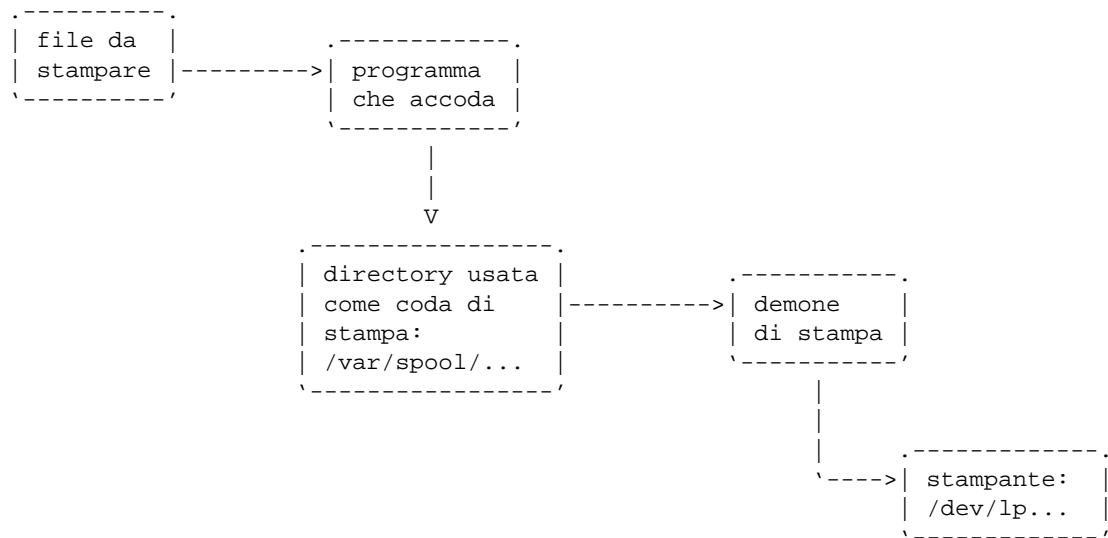 file da
stampare
programma
che accoda
V
directory usata
come coda di
stampa:
/var/spool/...
demone
di stampa
stampante:
/dev/lp...